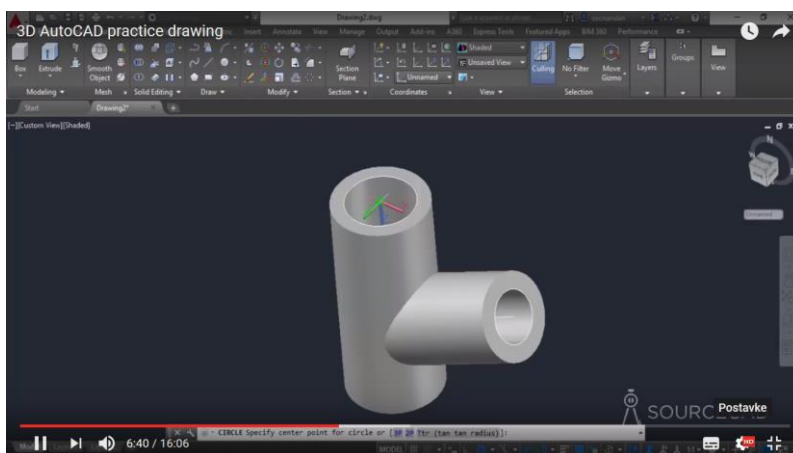 Drawing2.dwg
3D AutoCAD practice drawing
Insert Annotate View Manage Output Add-ins A360 Express Tools Featured Apps BIM 360 Performance
Shaded
Unsaved View
Unnamed
Box Extrude Smooth Object Section Plane Culling No Filter Move Gizmo Layers Groups View
Modeling Mesh Solid Editing Draw Modify Section Coordinates View Selection
Start Drawing2*
[-][Custom View][Shaded]
N
W
Unnamed
Postavke
CIRCLE Specify center point for circle or [3P 2P Ttr (tan tan radius)]:
6:40 / 16:06
HD
MODEL